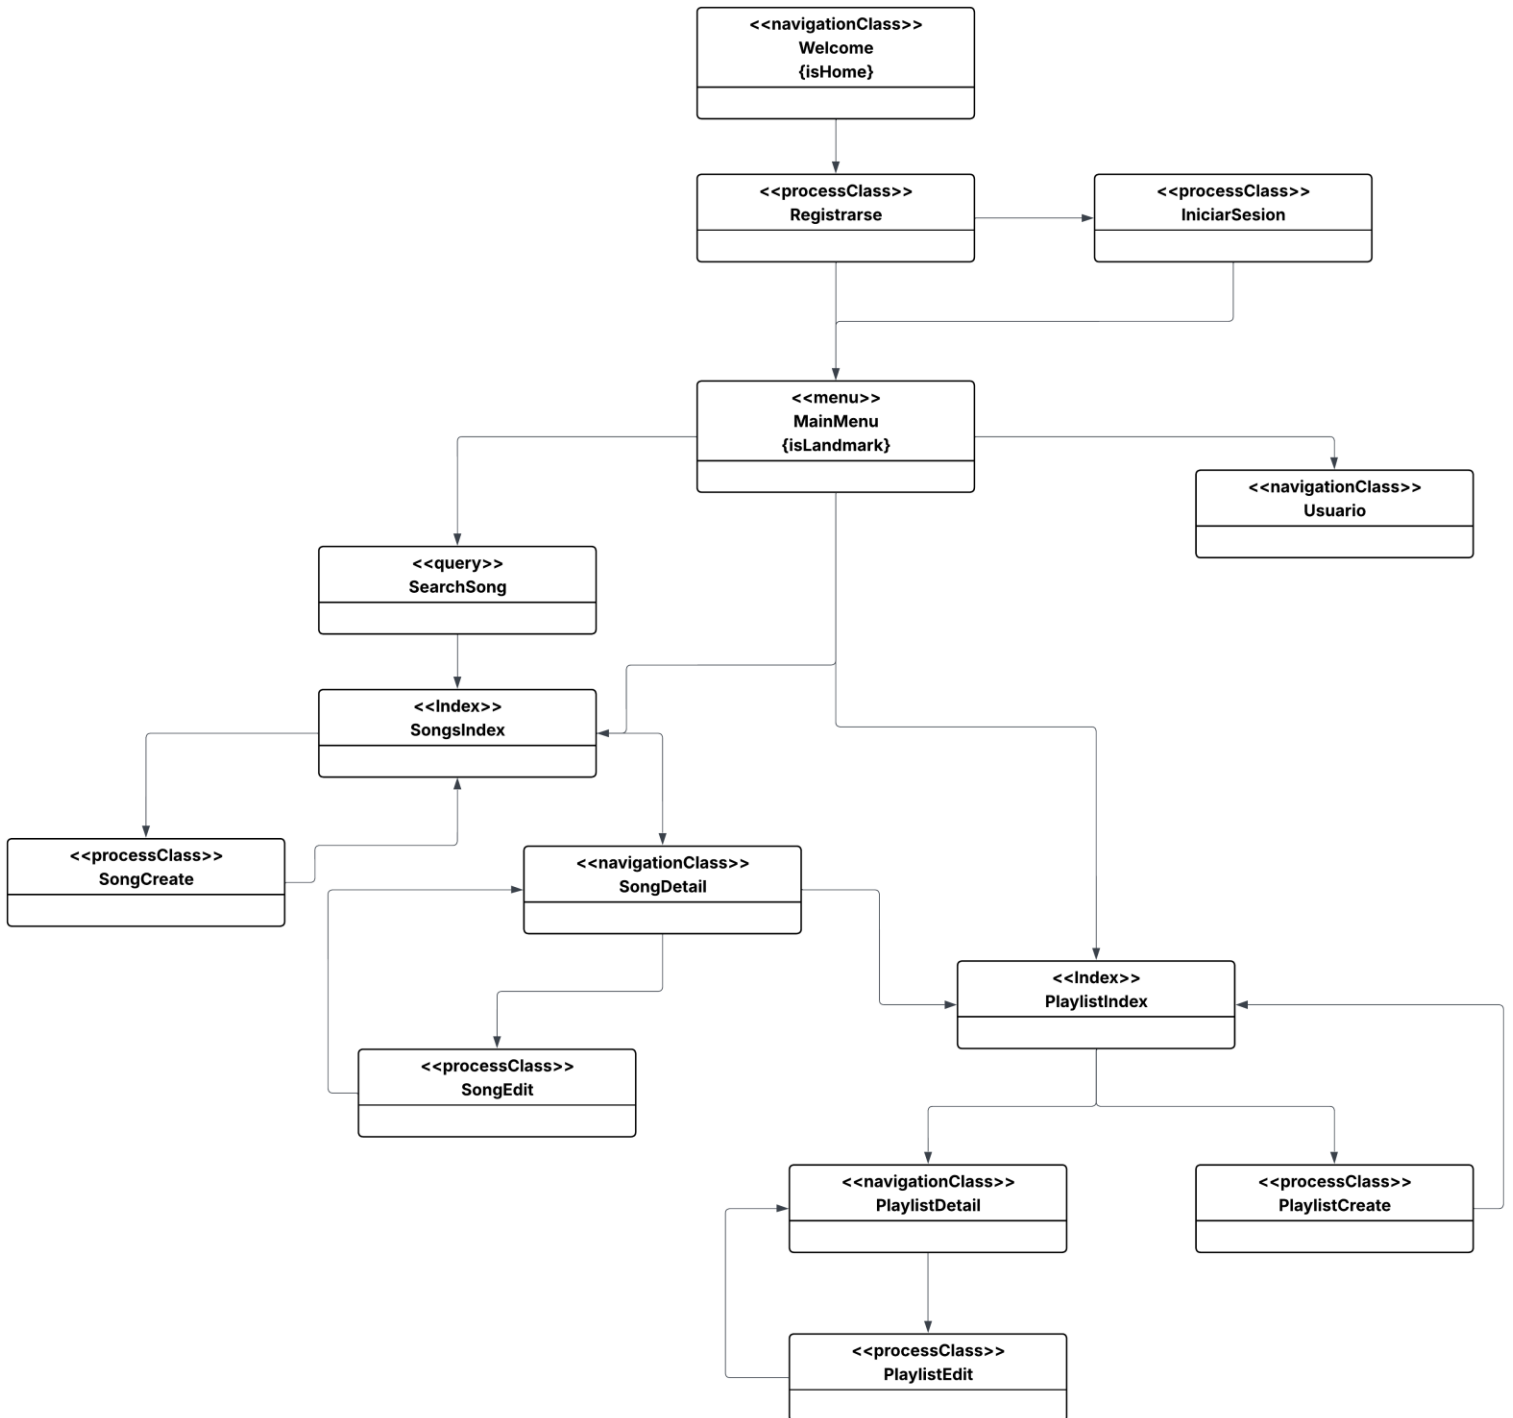 <<navigationClass>>
Welcome
{isHome}
<<processClass>>
Registrarse
<<processClass>>
IniciarSesion
<<menu>>
MainMenu
{isLandmark}
<<navigationClass>>
Usuario
<<query>>
SearchSong
<<Index>>
SongsIndex
<<processClass>>
SongCreate
<<navigationClass>>
SongDetail
<<Index>>
PlaylistIndex
<<processClass>>
SongEdit
<<navigationClass>>
PlaylistDetail
<<processClass>>
PlaylistCreate
<<processClass>>
PlaylistEdit